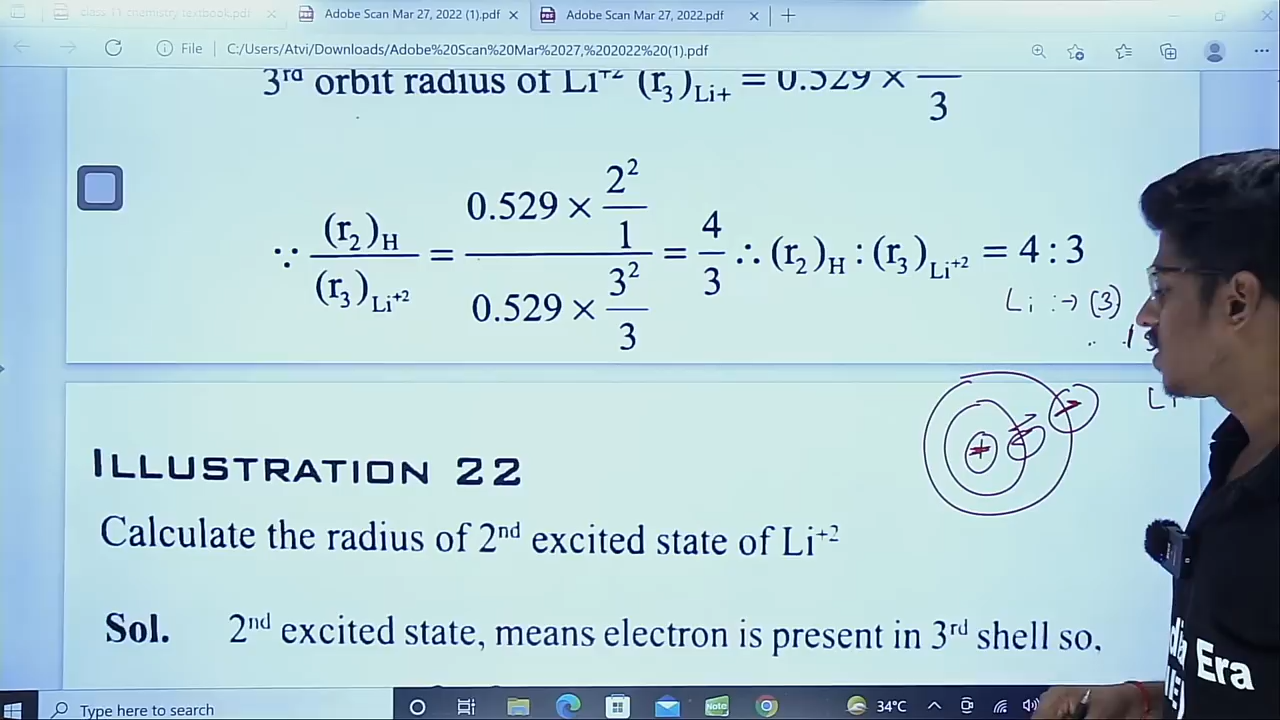 class 11 chemistry textbook.pdf
Adobe Scan Mar 27, 2022 (1).pdf
Adobe Scan Mar 27, 2022.pdf
File
C:/Users/Atvi/Downloads/Adobe%20Scan%20Mar%2027,%202022%20(1).pdf
3rd orbit radius of Li+2 (r3)Li+ = 0.529 × — 3
∵ (r2)H / (r3)Li+2 = 0.529 × 2²/1 / 0.529 × 3²/3 = 4/3 ∴ (r2)H : (r3)Li+2 = 4 : 3
Li :→ (3)
+
ILLUSTRATION 22
Calculate the radius of 2nd excited state of Li+2
Sol. 2nd excited state, means electron is present in 3rd shell so,
Era
Type here to search
Note
34°C